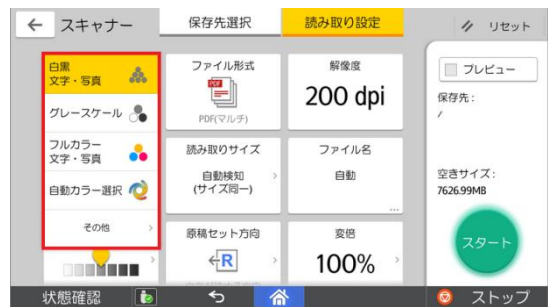 スキャナー
保存先選択
読み取り設定
リセット
白黒
文字・写真
グレースケール
フルカラー
文字・写真
自動カラー選択
その他
ファイル形式
PDF
PDF(マルチ)
解像度
200 dpi
読み取りサイズ
自動検知
(サイズ同一)
ファイル名
自動
...
原稿セット方向
R
変倍
100%
プレビュー
保存先:
/
空きサイズ:
7626.99MB
スタート
状態確認
ストップ